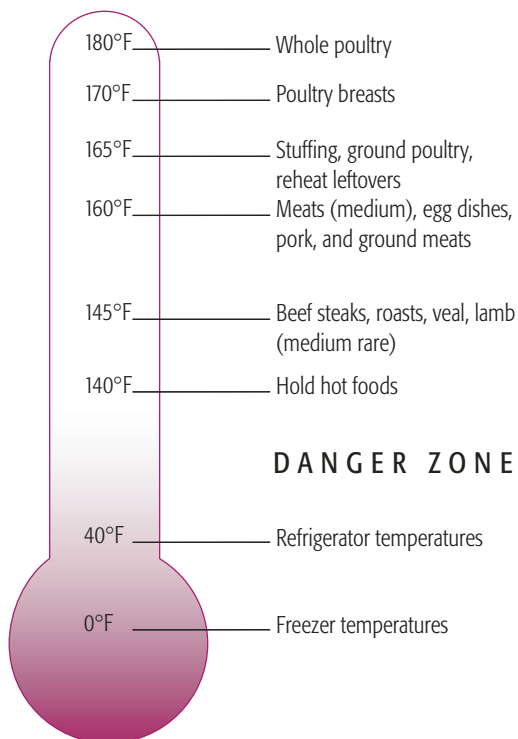 180°F Whole poultry
170°F Poultry breasts
165°F Stuffing, ground poultry,
reheat leftovers
160°F Meats (medium), egg dishes,
pork, and ground meats
145°F Beef steaks, roasts, veal, lamb
(medium rare)
140°F Hold hot foods
DANGER ZONE
40°F Refrigerator temperatures
0°F Freezer temperatures